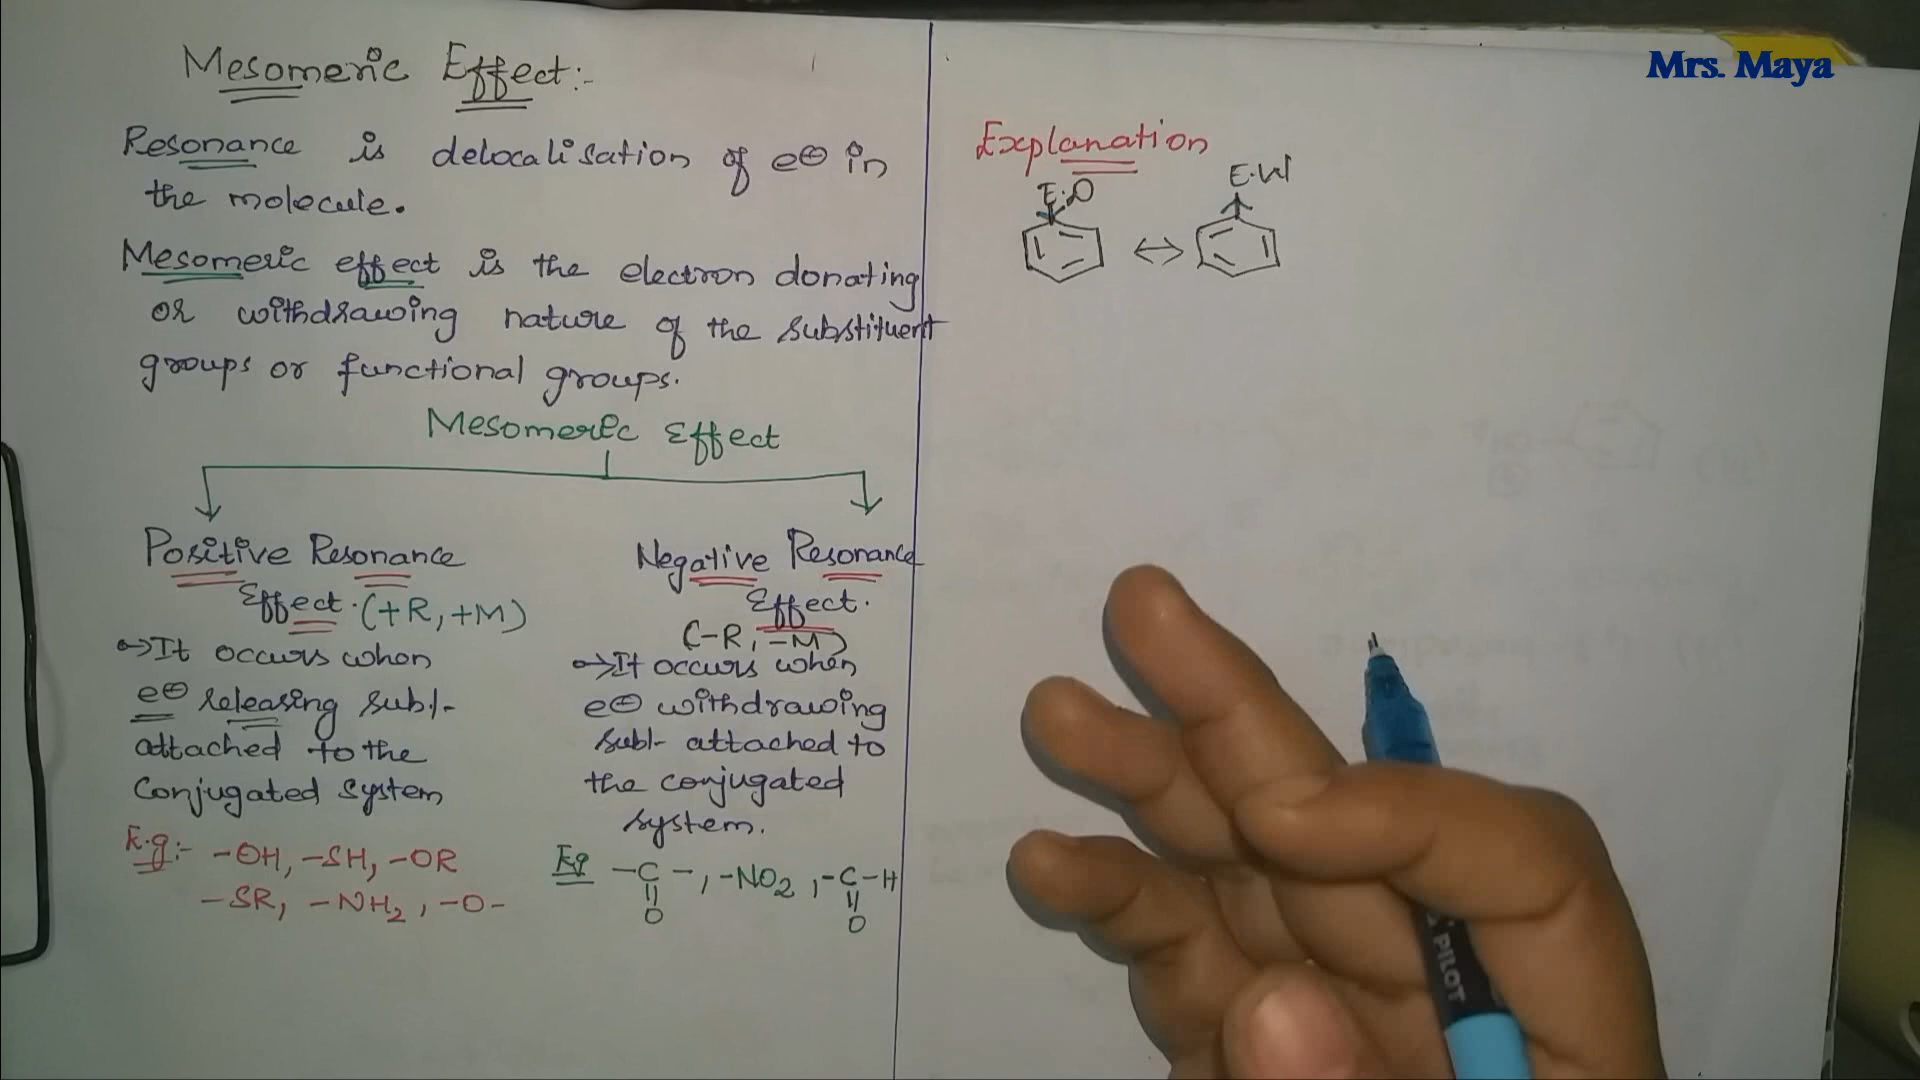 Mrs. Maya
Mesomeric Effect:-
Resonance is delocalisation of e⊖ in
the molecule.
Mesomeric effect is the electron donating
or withdrawing nature of the substituent
groups or functional groups.
Mesomeric Effect
Positive Resonance
Effect. (+R, +M)
→It occurs when
e⊖ releasing subt-
attached to the
Conjugated system
E.g:- -OH, -SH, -OR
-SR, -NH2, -O-
Negative Resonance
Effect.
(-R, -M)
→It occurs when
e⊖ withdrawing
subt- attached to
the conjugated
system.
Eg -C-, -NO2, -C-H
O O
Explanation
E.D ↔ E.W
PILOT